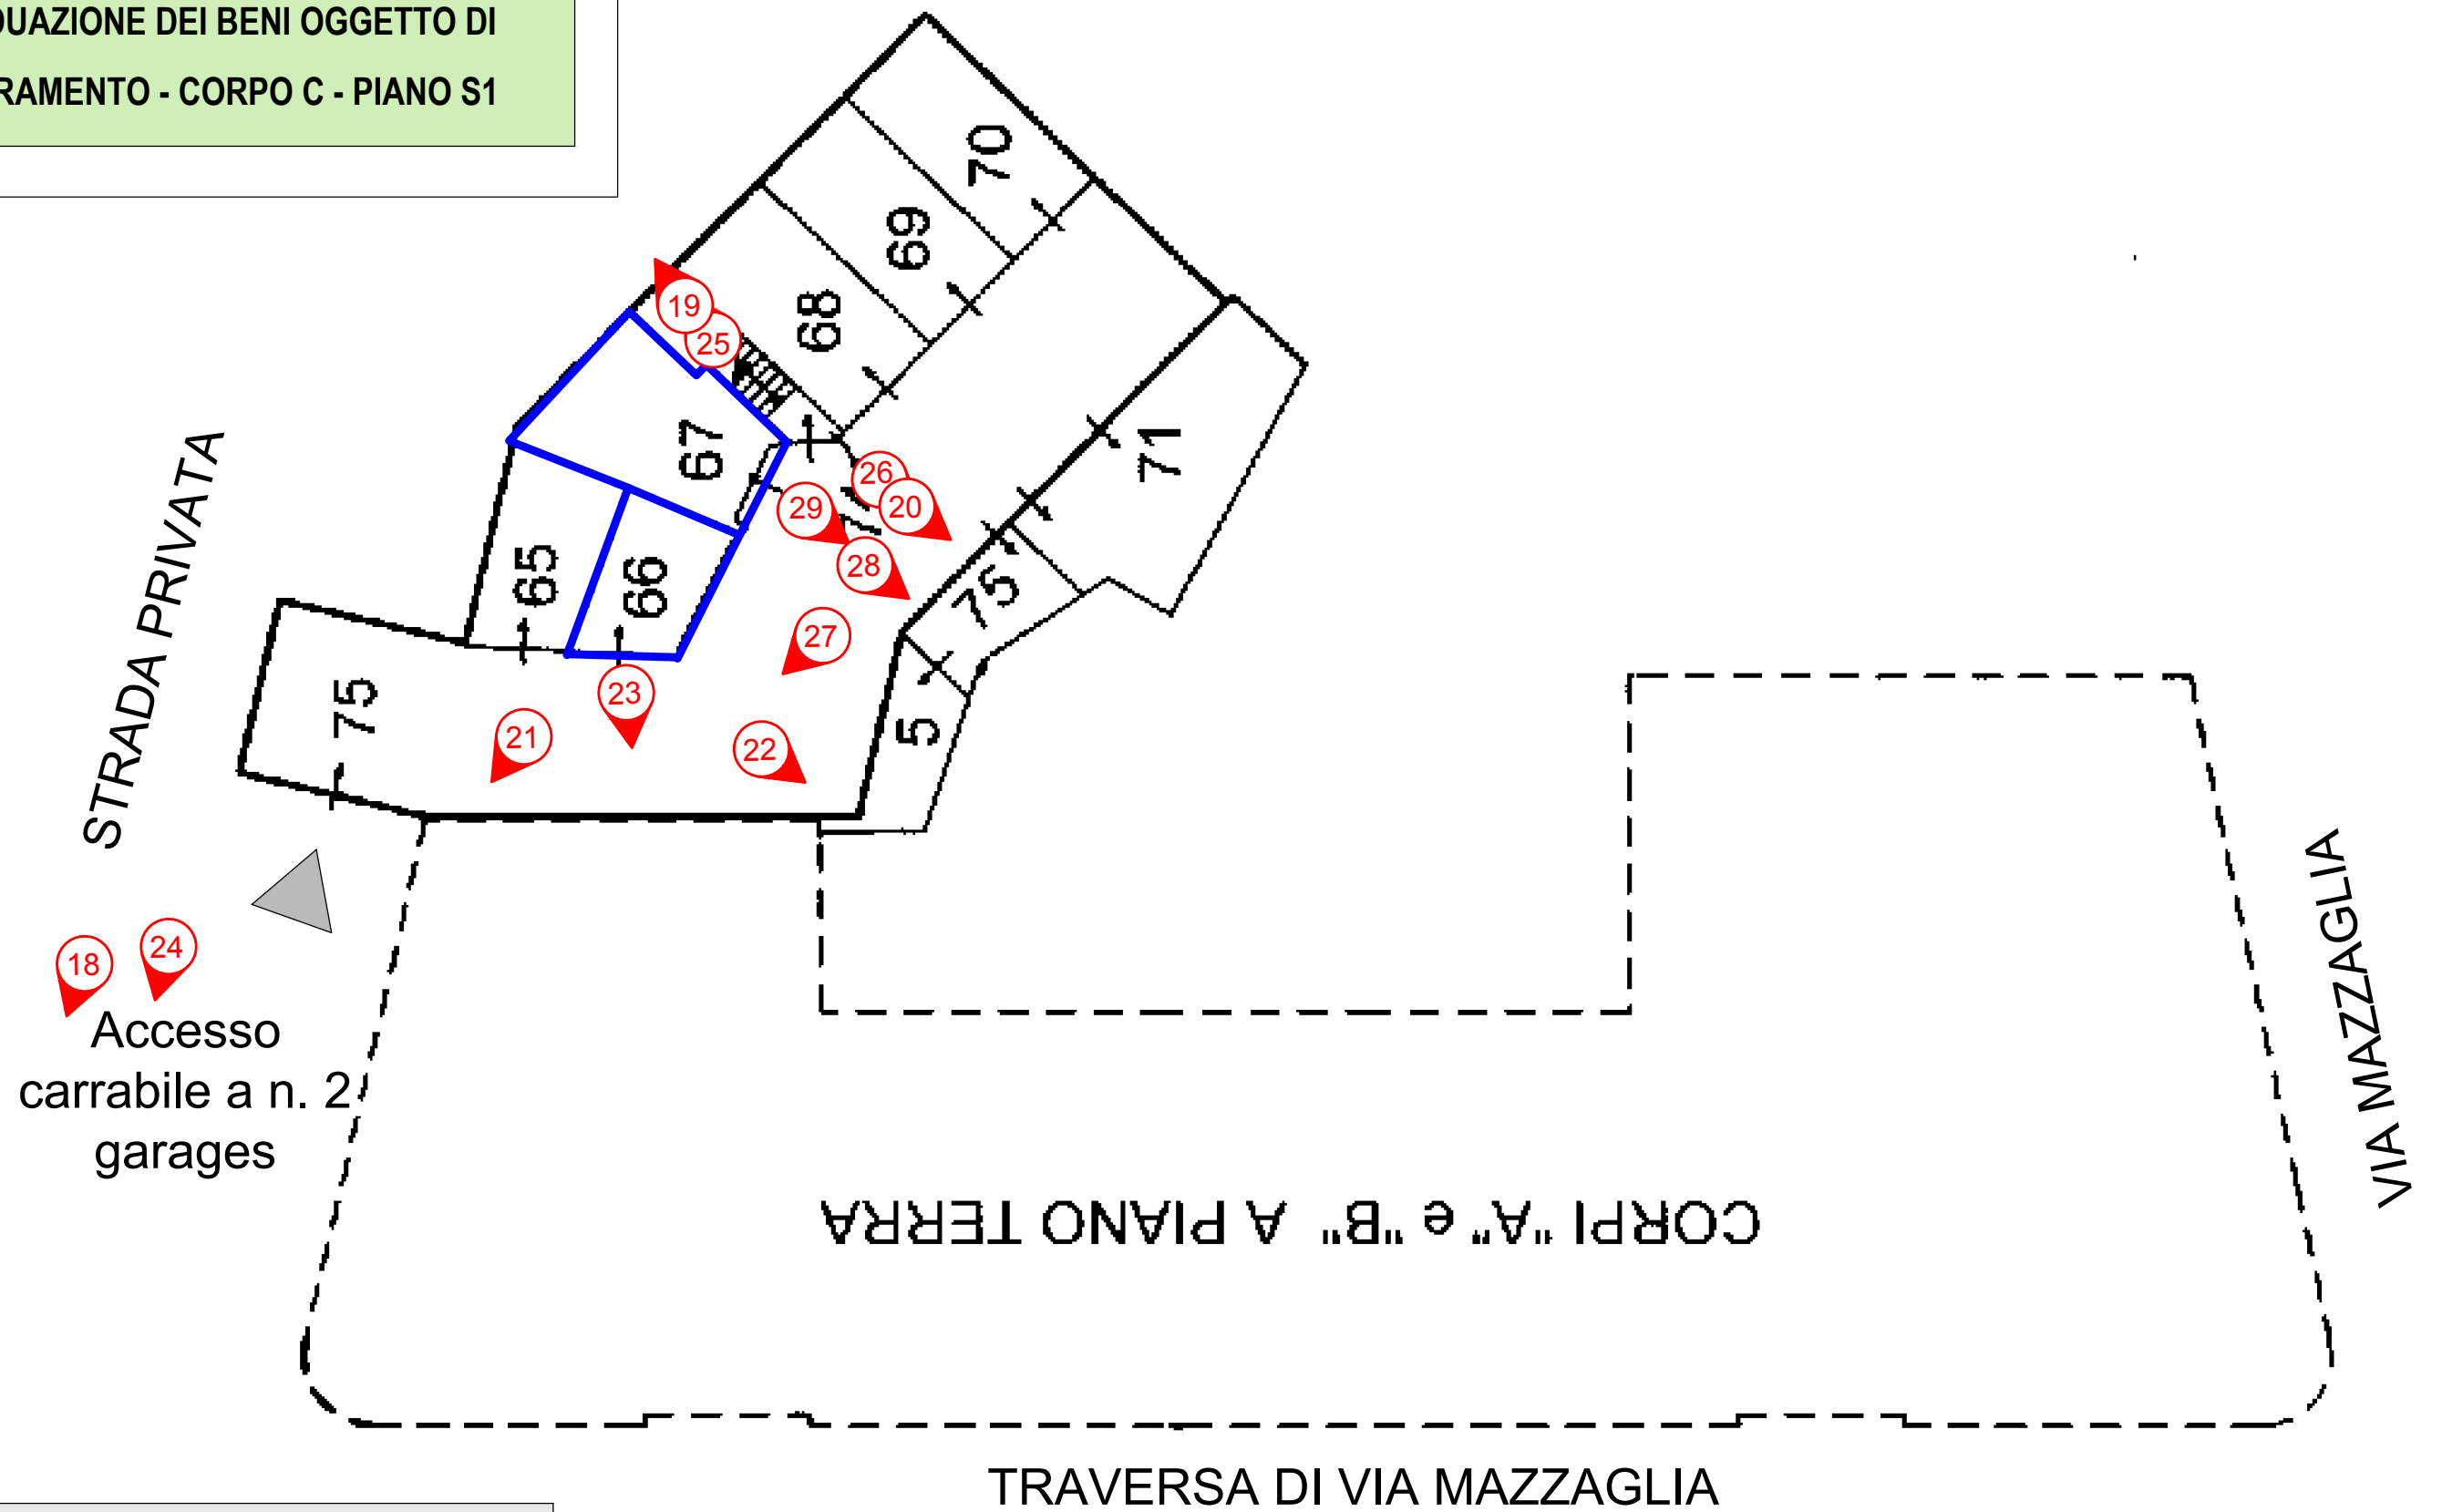 DUAZIONE DEI BENI OGGETTO DI
RAMENTO - CORPO C - PIANO S1
70
69
68
19
25
67
71
26
29
20
28
65
66
75
27
75
23
21
22
5
STRADA PRIVATA
18
24
Accesso
carrabile a n. 2
garages
VIA MAZZAGLIA
CORPI "A" e "B" A PIANO TERRA
TRAVERSA DI VIA MAZZAGLIA